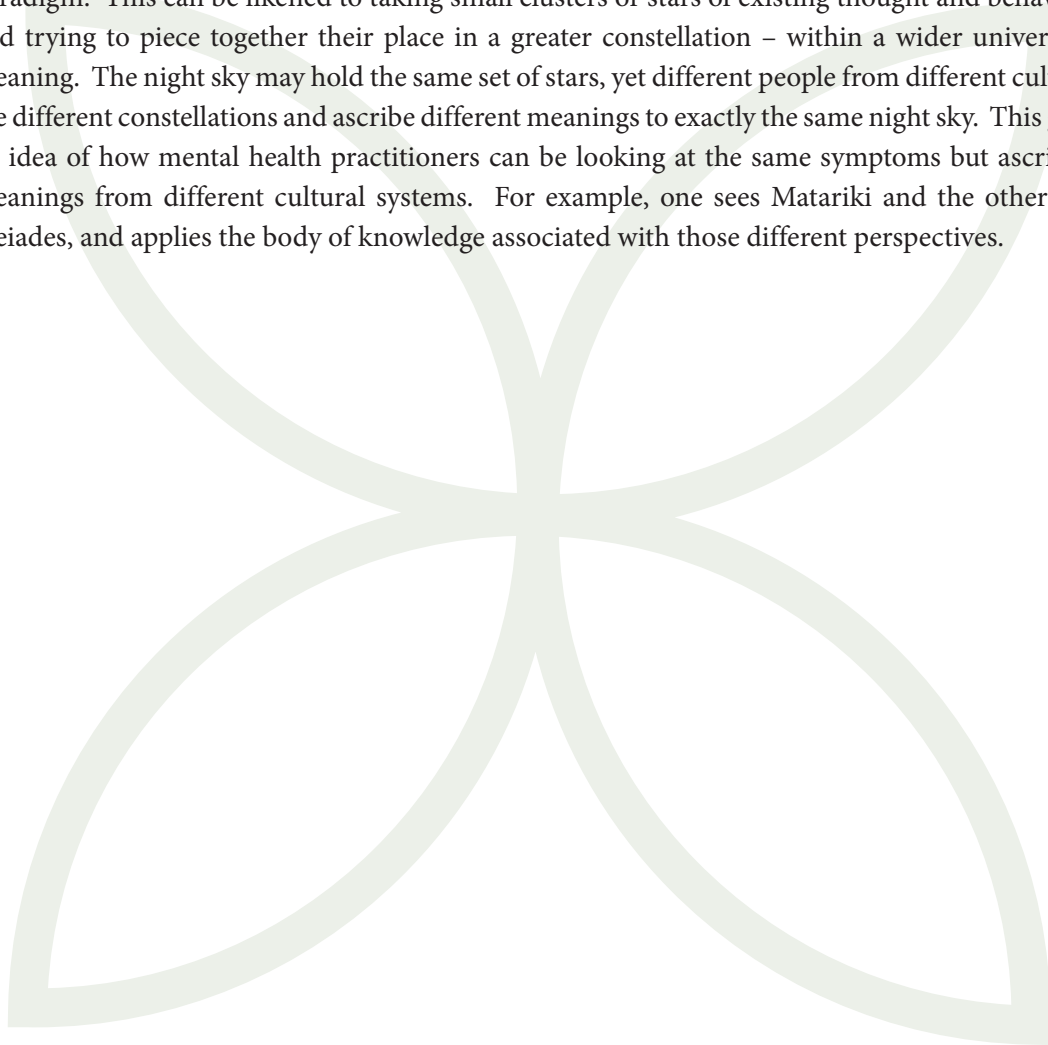 radigm. This can be likened to taking small clusters of stars of existing thought and behav
d trying to piece together their place in a greater constellation – within a wider univer
eaning. The night sky may hold the same set of stars, yet different people from different cul
e different constellations and ascribe different meanings to exactly the same night sky. This
idea of how mental health practitioners can be looking at the same symptoms but ascri
eanings from different cultural systems. For example, one sees Matariki and the other
eiades, and applies the body of knowledge associated with those different perspectives.